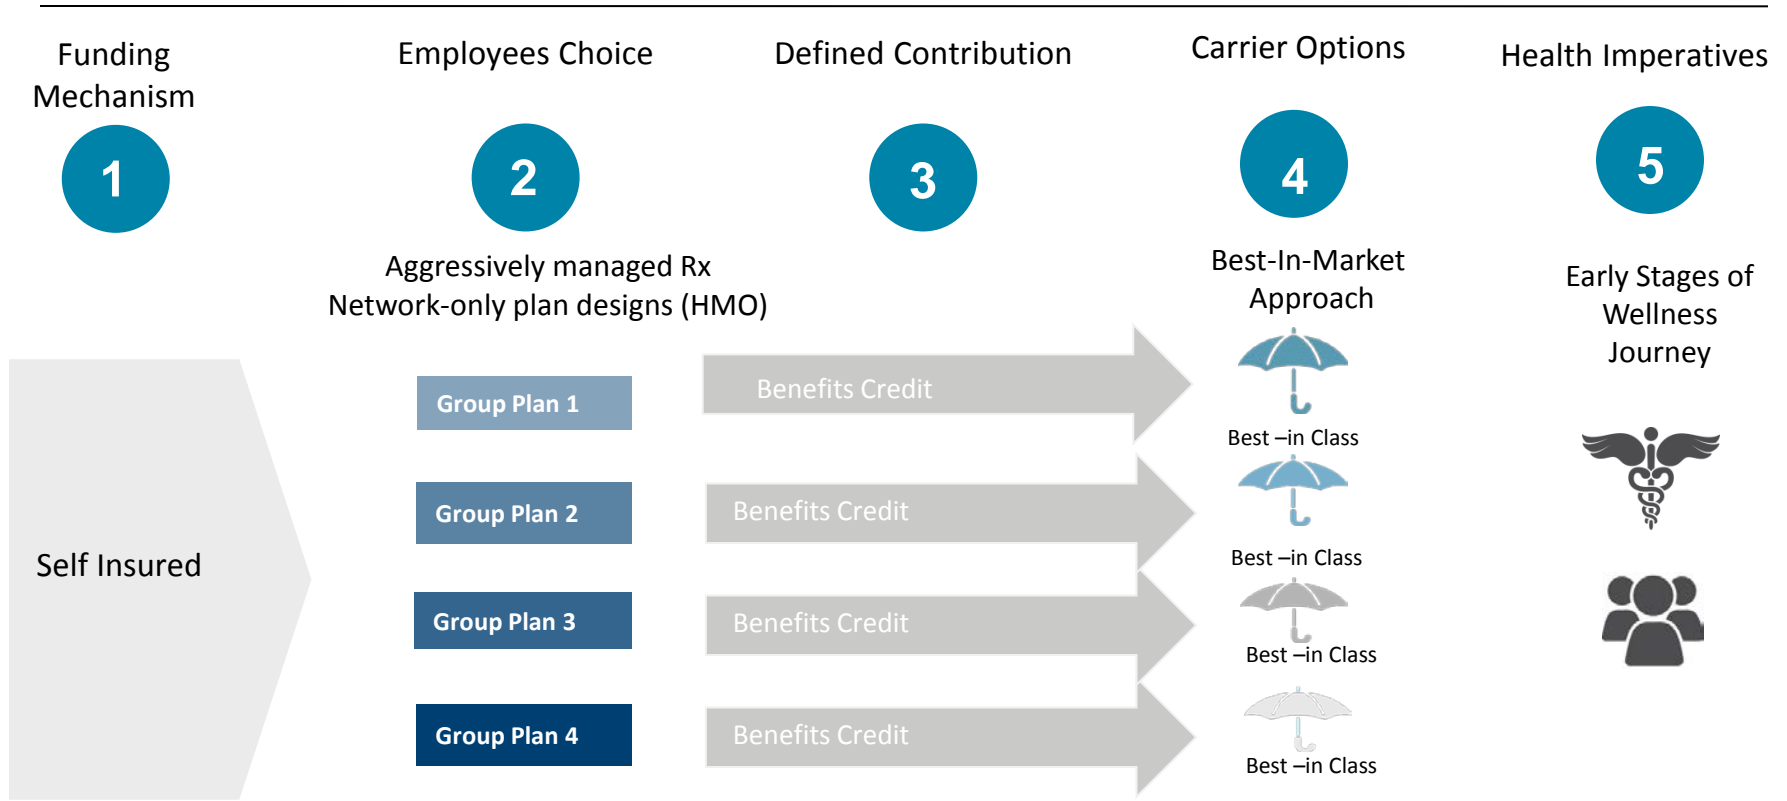 Funding
Mechanism
1
Self Insured
Employees Choice
2
Aggressively managed Rx
Network-only plan designs (HMO)
Group Plan 1
Group Plan 2
Group Plan 3
Group Plan 4
Defined Contribution
3
Benefits Credit
Benefits Credit
Benefits Credit
Benefits Credit
Carrier Options
4
Best-In-Market
Approach
Best –in Class
Best –in Class
Best –in Class
Best –in Class
Health Imperatives
5
Early Stages of
Wellness
Journey